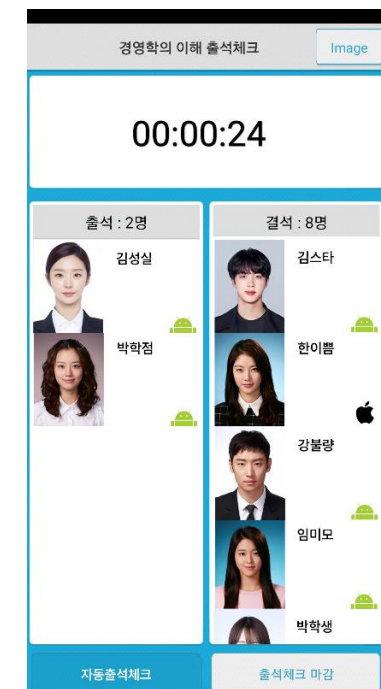 경영학의 이해 출석체크
Image
00:00:24
출석 : 2명
결석 : 8명
김성실
박학점
김스타
한이쁨
강불량
임미모
박학생
자동출석체크
출석체크 마감